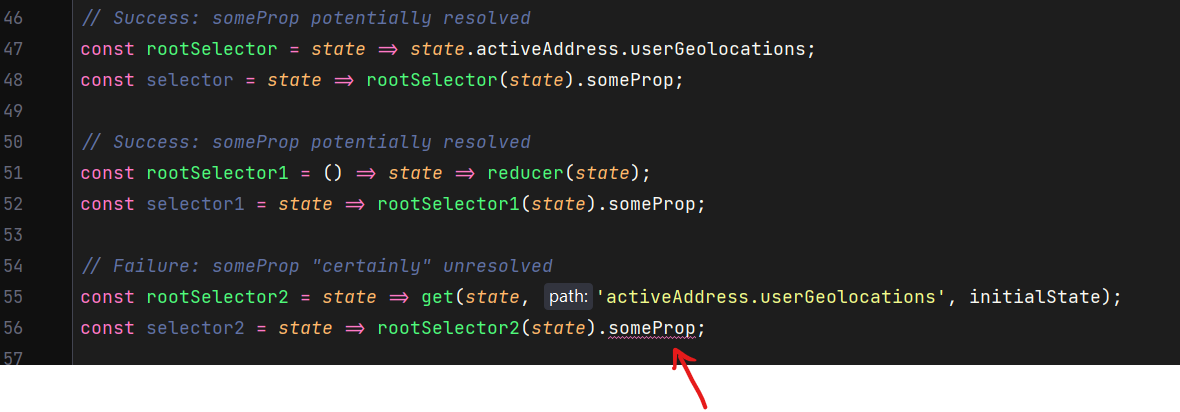 46 // Success: someProp potentially resolved
47 const rootSelector = state => state.activeAddress.userGeolocations;
48 const selector = state => rootSelector(state).someProp;
49
50 // Success: someProp potentially resolved
51 const rootSelector1 = () => state => reducer(state);
52 const selector1 = state => rootSelector1(state).someProp;
53
54 // Failure: someProp "certainly" unresolved
55 const rootSelector2 = state => get(state, path: 'activeAddress.userGeolocations', initialState);
56 const selector2 = state => rootSelector2(state).someProp;
57